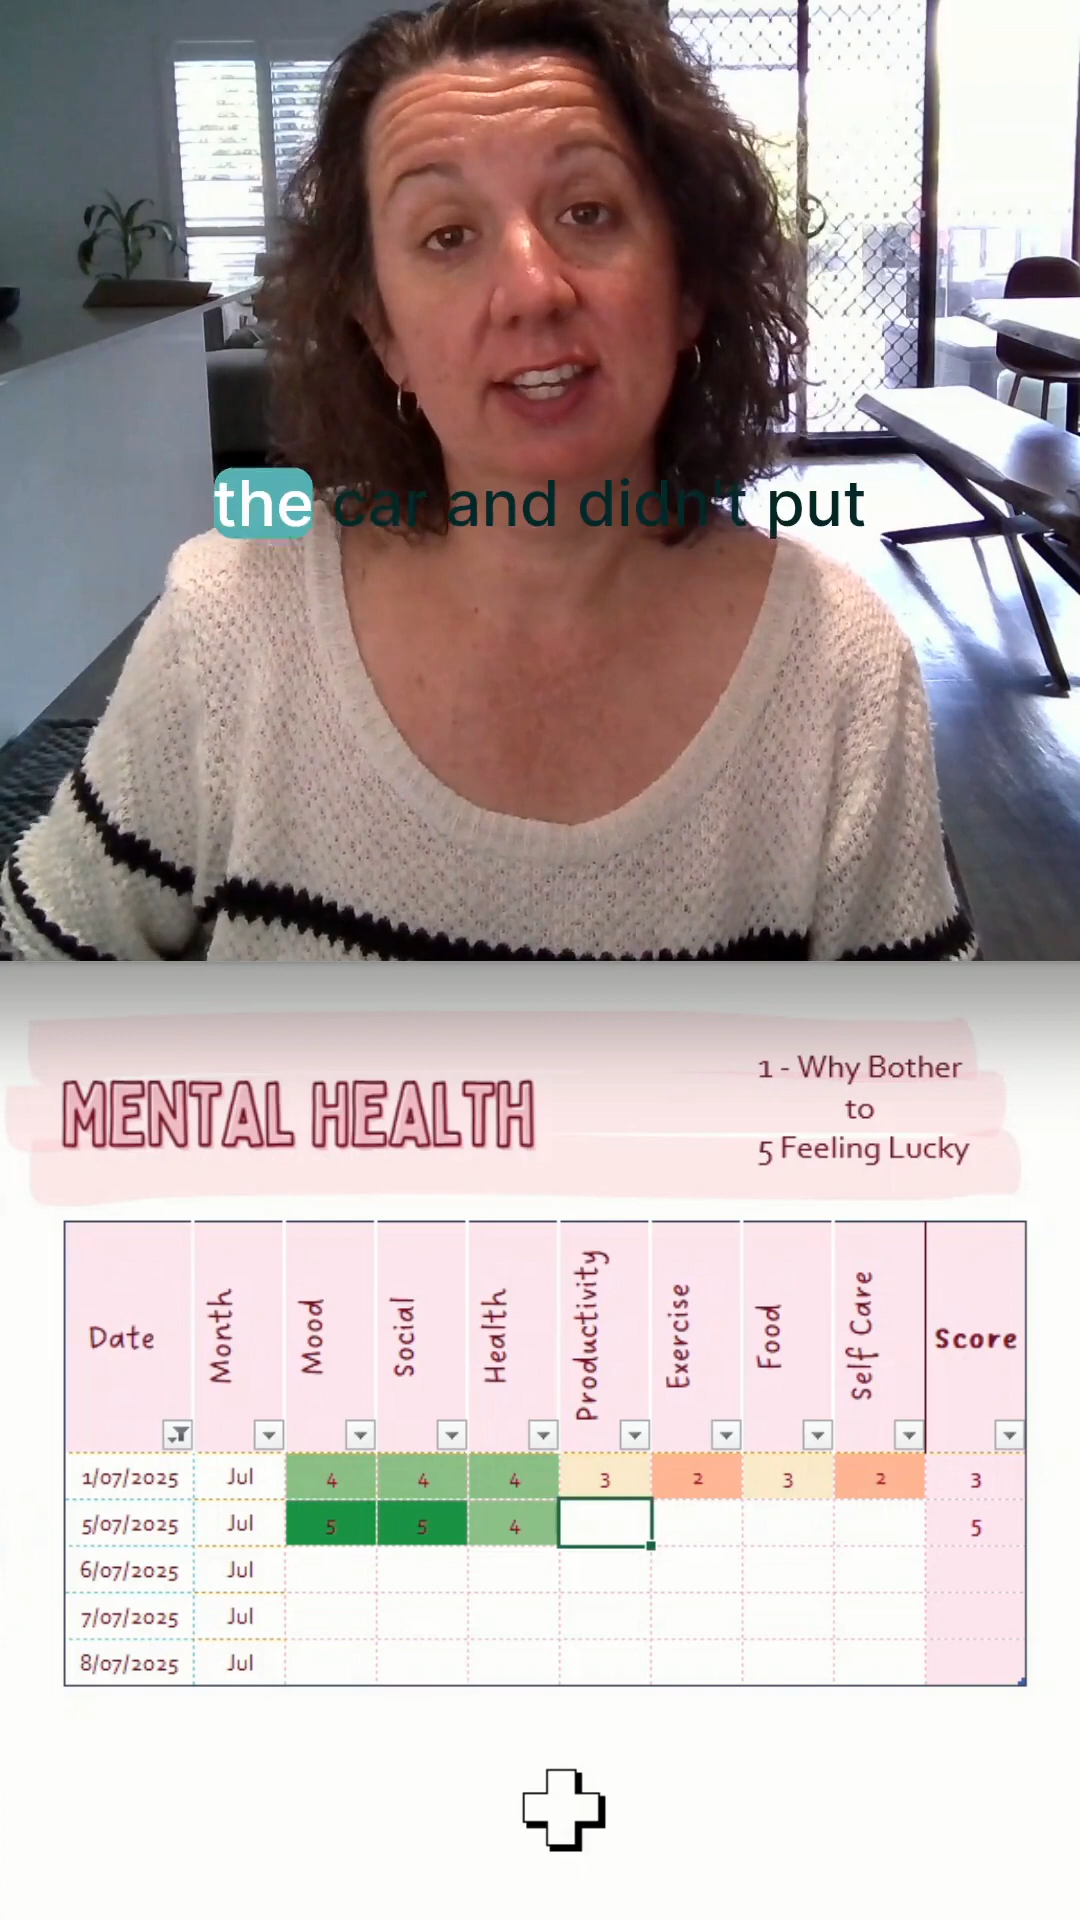 the car and didn't put
MENTAL HEALTH
1 - Why Bother
to
5 Feeling Lucky
Date Month Mood Social Health Productivity Exercise Food Self Care Score
1/07/2025 Jul 4 4 4 3 2 3 2 3
5/07/2025 Jul 5 5 4 5
6/07/2025 Jul
7/07/2025 Jul
8/07/2025 Jul